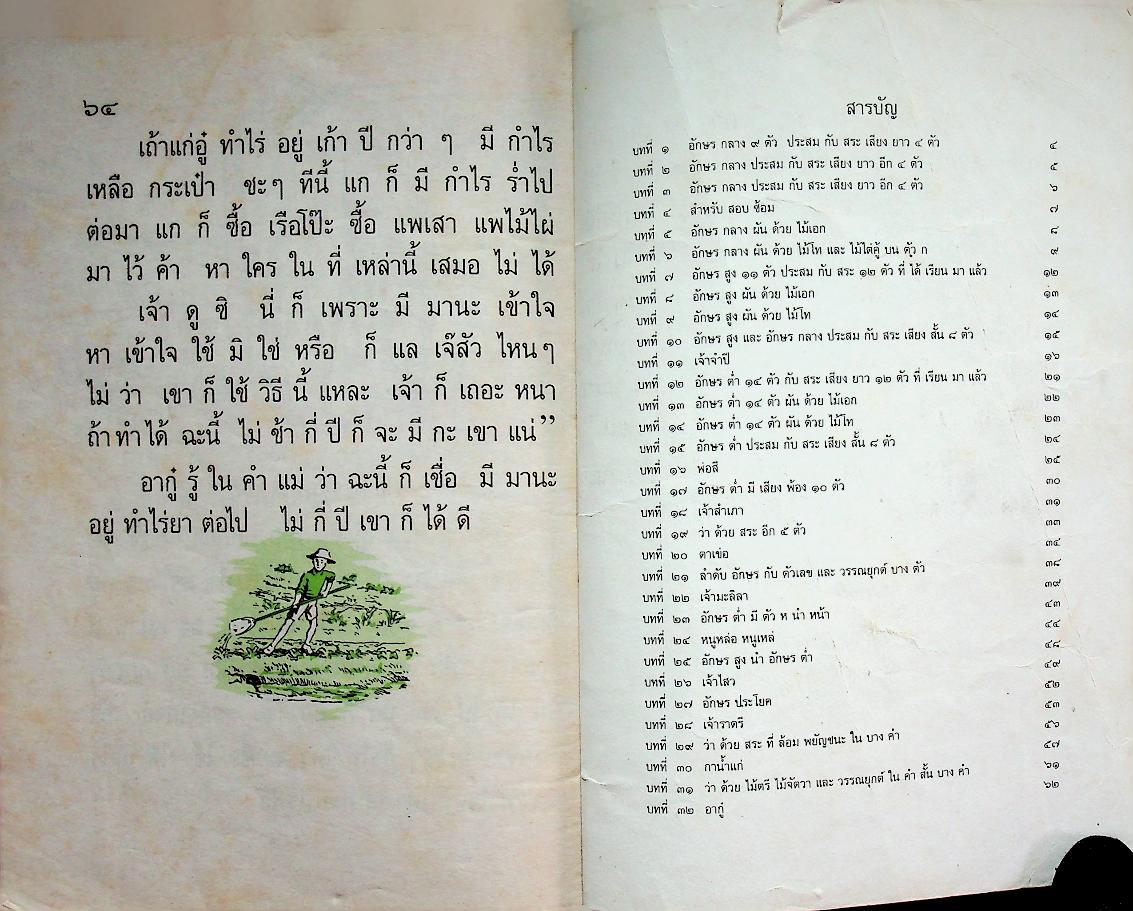 ๖๔
เถ้าแก่อู๋ ทำไร่ อยู่ เก้า ปี กว่า ๆ มี กำไร
เหลือ กระเป๋า ชะๆ ทีนี้ แก ก็ มี กำไร ร่ำไป
ต่อมา แก ก็ ซื้อ เรือโป๊ะ ซื้อ แพเสา แพไม้ไผ่
มา ไว้ ค้า หา ใคร ใน ที่ เหล่านี้ เสมอ ไม่ ได้
เจ้า ดู ซิ นี่ ก็ เพราะ มี มานะ เข้าใจ
หา เข้าใจ ใช้ มิ ใช่ หรือ ก็ แล เจ๊สัว ไหนๆ
ไม่ ว่า เขา ก็ ใช้ วิธี นี้ แหละ เจ้า ก็ เถอะ หนา
ถ้า ทำ ได้ ฉะนี้ ไม่ ช้า กี่ ปี ก็ จะ มี กะ เขา แน่”
อากู๋ รู้ ใน คำ แม่ ว่า ฉะนี้ ก็ เชื่อ มี มานะ
อยู่ ทำไร่ยา ต่อไป ไม่ กี่ ปี เขา ก็ ได้ ดี
สารบัญ
บทที่ ๑ อักษร กลาง ๙ ตัว ประสม กับ สระ เสียง ยาว ๔ ตัว ๔
บทที่ ๒ อักษร กลาง ประสม กับ สระ เสียง ยาว อีก ๔ ตัว ๕
บทที่ ๓ อักษร กลาง ประสม กับ สระ เสียง ยาว อีก ๔ ตัว ๖
บทที่ ๔ สำหรับ สอบ ซ้อม ๗
บทที่ ๕ อักษร กลาง ผัน ด้วย ไม้เอก ๘
บทที่ ๖ อักษร กลาง ผัน ด้วย ไม้โท และ ไม้ไต่คู้ บน ตัว ก ๙
บทที่ ๗ อักษร สูง ๑๑ ตัว ประสม กับ สระ ๑๒ ตัว ที่ ได้ เรียน มา แล้ว ๑๒
บทที่ ๘ อักษร สูง ผัน ด้วย ไม้เอก ๑๓
บทที่ ๙ อักษร สูง ผัน ด้วย ไม้โท ๑๔
บทที่ ๑๐ อักษร สูง และ อักษร กลาง ประสม กับ สระ เสียง สั้น ๘ ตัว ๑๕
บทที่ ๑๑ เจ้าจำปี ๑๖
บทที่ ๑๒ อักษร ต่ำ ๑๔ ตัว กับ สระ เสียง ยาว ๑๒ ตัว ที่ เรียน มา แล้ว ๒๑
บทที่ ๑๓ อักษร ต่ำ ๑๔ ตัว ผัน ด้วย ไม้เอก ๒๒
บทที่ ๑๔ อักษร ต่ำ ๑๔ ตัว ผัน ด้วย ไม้โท ๒๓
บทที่ ๑๕ อักษร ต่ำ ประสม กับ สระ เสียง สั้น ๘ ตัว ๒๔
บทที่ ๑๖ พ่อสี ๒๕
บทที่ ๑๗ อักษร ต่ำ มี เสียง พ้อง ๑๐ ตัว ๓๐
บทที่ ๑๘ เจ้าสำเภา ๓๑
บทที่ ๑๙ ว่า ด้วย สระ อีก ๕ ตัว ๓๓
บทที่ ๒๐ ตาเข่อ ๓๔
บทที่ ๒๑ ลำดับ อักษร กับ ตัวเลข และ วรรณยุกต์ บาง ตัว ๓๘
บทที่ ๒๒ เจ้ามะลิลา ๓๙
บทที่ ๒๓ อักษร ต่ำ มี ตัว ห นำ หน้า ๔๓
บทที่ ๒๔ หนูหล่อ หนูเหล่ ๔๔
บทที่ ๒๕ อักษร สูง นำ อักษร ต่ำ ๔๘
บทที่ ๒๖ เจ้าไสว ๔๙
บทที่ ๒๗ อักษร ประโยค ๕๒
บทที่ ๒๘ เจ้าราตรี ๕๓
บทที่ ๒๙ ว่า ด้วย สระ ที่ ล้อม พยัญชนะ ใน บาง คำ ๕๖
บทที่ ๓๐ กาน้ำแก่ ๕๗
บทที่ ๓๑ ว่า ด้วย ไม้ตรี ไม้จัตวา และ วรรณยุกต์ ใน คำ สั้น บาง คำ ๖๑
บทที่ ๓๒ อากู๋ ๖๒